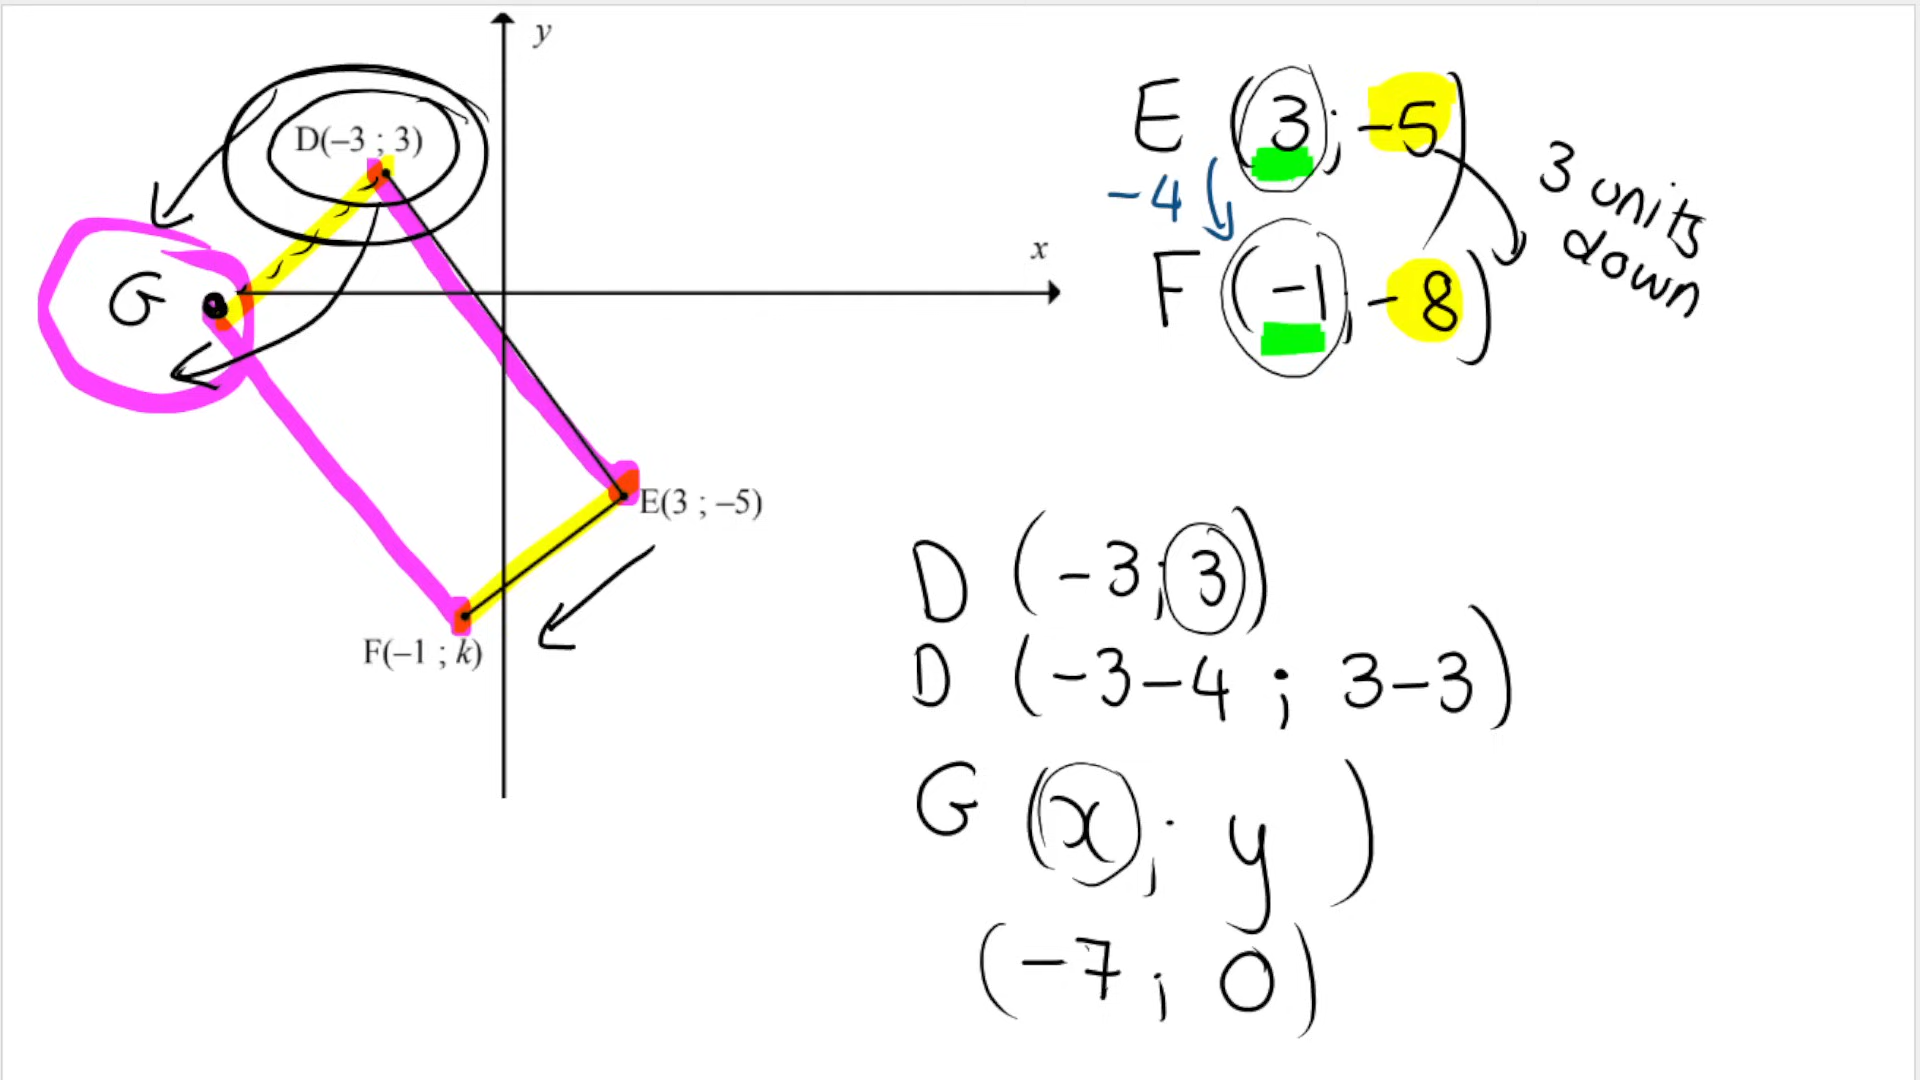 y
D(–3 ; 3)
x
G
E(3 ; –5)
F(–1 ; k)
E (3 ; -5)
-4
3 units
down
F (-1 ; -8)
D (-3 ; 3)
D (-3-4 ; 3-3)
G (x ; y)
(-7 ; 0)